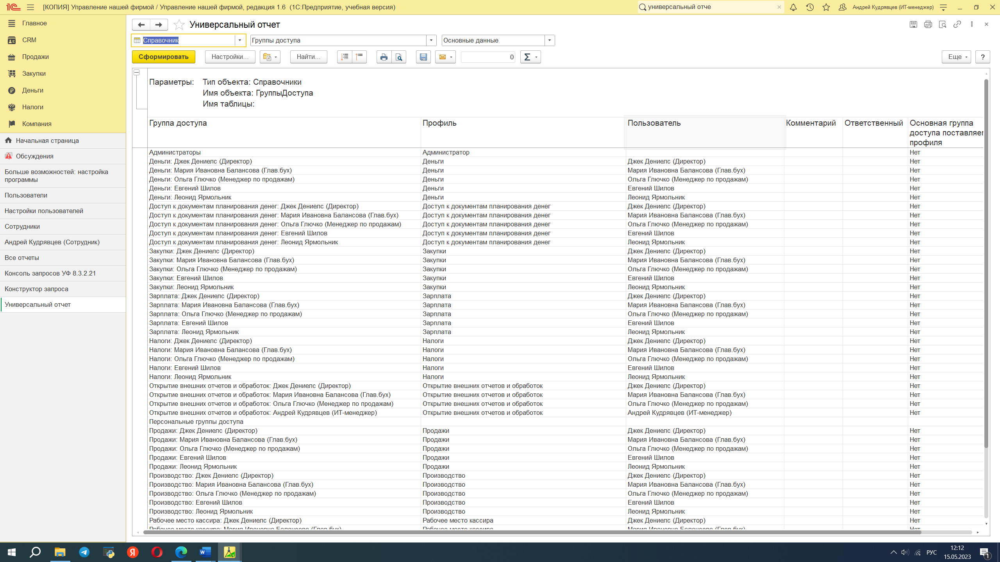 [КОПИЯ] Управление нашей фирмой / Управление нашей фирмой, редакция 1.6 (1С:Предприятие, учебная версия)
универсальный отче
Андрей Кудрявцев (ИТ-менеджер)
Главное
CRM
Продажи
Закупки
Деньги
Налоги
Компания
Начальная страница
Обсуждения
Больше возможностей: настройка
программы
Пользователи
Настройки пользователей
Сотрудники
Андрей Кудрявцев (Сотрудник)
Все отчеты
Консоль запросов УФ 8.3.2.21
Конструктор запроса
Универсальный отчет
Универсальный отчет
Справочник Группы доступа Основные данные
Сформировать Настройки... Найти... 0 Σ Еще ?
Параметры: Тип объекта: Справочники
Имя объекта: ГруппыДоступа
Имя таблицы:
Группа доступа Профиль Пользователь Комментарий Ответственный Основная группа
доступа поставляем
профиля
Администраторы Администратор Нет
Деньги: Джек Дениелс (Директор) Деньги Джек Дениелс (Директор) Нет
Деньги: Мария Ивановна Балансова (Глав.бух) Деньги Мария Ивановна Балансова (Глав.бух) Нет
Деньги: Ольга Глючко (Менеджер по продажам) Деньги Ольга Глючко (Менеджер по продажам) Нет
Деньги: Евгений Шилов Деньги Евгений Шилов Нет
Деньги: Леонид Ярмольник Деньги Леонид Ярмольник Нет
Доступ к документам планирования денег: Джек Дениелс (Директор) Доступ к документам планирования денег Джек Дениелс (Директор) Нет
Доступ к документам планирования денег: Мария Ивановна Балансова (Глав.бух) Доступ к документам планирования денег Мария Ивановна Балансова (Глав.бух) Нет
Доступ к документам планирования денег: Ольга Глючко (Менеджер по продажам) Доступ к документам планирования денег Ольга Глючко (Менеджер по продажам) Нет
Доступ к документам планирования денег: Евгений Шилов Доступ к документам планирования денег Евгений Шилов Нет
Доступ к документам планирования денег: Леонид Ярмольник Доступ к документам планирования денег Леонид Ярмольник Нет
Закупки: Джек Дениелс (Директор) Закупки Джек Дениелс (Директор) Нет
Закупки: Мария Ивановна Балансова (Глав.бух) Закупки Мария Ивановна Балансова (Глав.бух) Нет
Закупки: Ольга Глючко (Менеджер по продажам) Закупки Ольга Глючко (Менеджер по продажам) Нет
Закупки: Евгений Шилов Закупки Евгений Шилов Нет
Закупки: Леонид Ярмольник Закупки Леонид Ярмольник Нет
Зарплата: Джек Дениелс (Директор) Зарплата Джек Дениелс (Директор) Нет
Зарплата: Мария Ивановна Балансова (Глав.бух) Зарплата Мария Ивановна Балансова (Глав.бух) Нет
Зарплата: Ольга Глючко (Менеджер по продажам) Зарплата Ольга Глючко (Менеджер по продажам) Нет
Зарплата: Евгений Шилов Зарплата Евгений Шилов Нет
Зарплата: Леонид Ярмольник Зарплата Леонид Ярмольник Нет
Налоги: Джек Дениелс (Директор) Налоги Джек Дениелс (Директор) Нет
Налоги: Мария Ивановна Балансова (Глав.бух) Налоги Мария Ивановна Балансова (Глав.бух) Нет
Налоги: Ольга Глючко (Менеджер по продажам) Налоги Ольга Глючко (Менеджер по продажам) Нет
Налоги: Евгений Шилов Налоги Евгений Шилов Нет
Налоги: Леонид Ярмольник Налоги Леонид Ярмольник Нет
Открытие внешних отчетов и обработок: Джек Дениелс (Директор) Открытие внешних отчетов и обработок Джек Дениелс (Директор) Нет
Открытие внешних отчетов и обработок: Мария Ивановна Балансова (Глав.бух) Открытие внешних отчетов и обработок Мария Ивановна Балансова (Глав.бух) Нет
Открытие внешних отчетов и обработок: Ольга Глючко (Менеджер по продажам) Открытие внешних отчетов и обработок Ольга Глючко (Менеджер по продажам) Нет
Открытие внешних отчетов и обработок: Андрей Кудрявцев (ИТ-менеджер) Открытие внешних отчетов и обработок Андрей Кудрявцев (ИТ-менеджер) Нет
Персональные группы доступа
Продажи: Джек Дениелс (Директор) Продажи Джек Дениелс (Директор) Нет
Продажи: Мария Ивановна Балансова (Глав.бух) Продажи Мария Ивановна Балансова (Глав.бух) Нет
Продажи: Ольга Глючко (Менеджер по продажам) Продажи Ольга Глючко (Менеджер по продажам) Нет
Продажи: Евгений Шилов Продажи Евгений Шилов Нет
Продажи: Леонид Ярмольник Продажи Леонид Ярмольник Нет
Производство: Джек Дениелс (Директор) Производство Джек Дениелс (Директор) Нет
Производство: Мария Ивановна Балансова (Глав.бух) Производство Мария Ивановна Балансова (Глав.бух) Нет
Производство: Ольга Глючко (Менеджер по продажам) Производство Ольга Глючко (Менеджер по продажам) Нет
Производство: Евгений Шилов Производство Евгений Шилов Нет
Производство: Леонид Ярмольник Производство Леонид Ярмольник Нет
Рабочее место кассира: Джек Дениелс (Директор) Рабочее место кассира Джек Дениелс (Директор) Нет
Рабочее место кассира: Мария Ивановна Балансова (Глав.бух) Рабочее место кассира Мария Ивановна Балансова (Глав.бух) Нет
РУС
12:12
15.05.2023
1